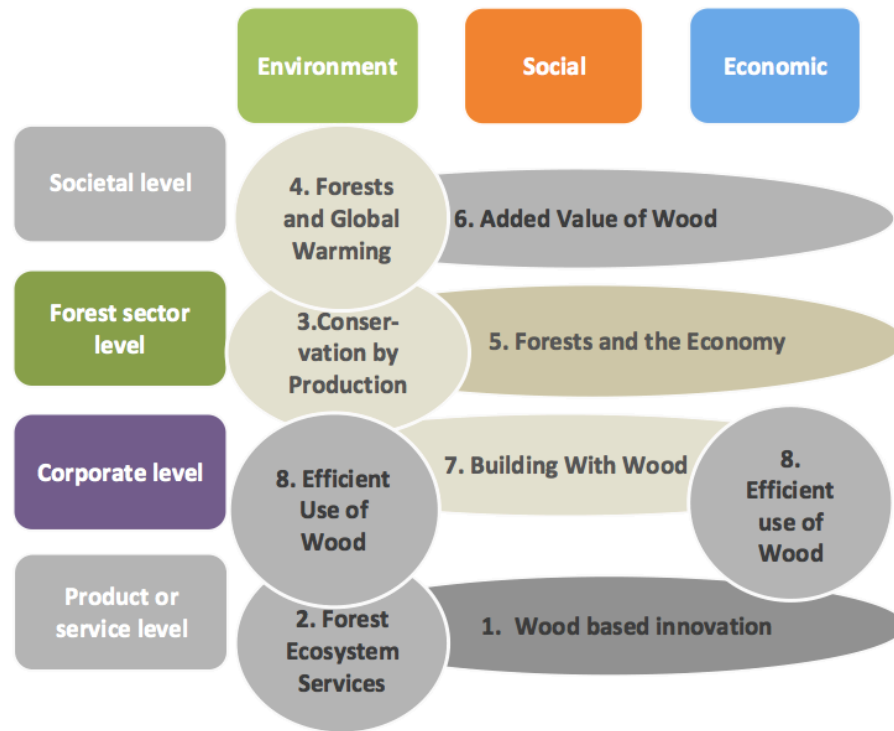 Environment
Social
Economic
Societal level
4. Forests
and Global
Warming
6. Added Value of Wood
Forest sector
level
3.Conser-
vation by
Production
5. Forests and the Economy
Corporate level
8. Efficient
Use of
Wood
7. Building With Wood
8.
Efficient
use of
Wood
Product or
service level
2. Forest
Ecosystem
Services
1. Wood based innovation